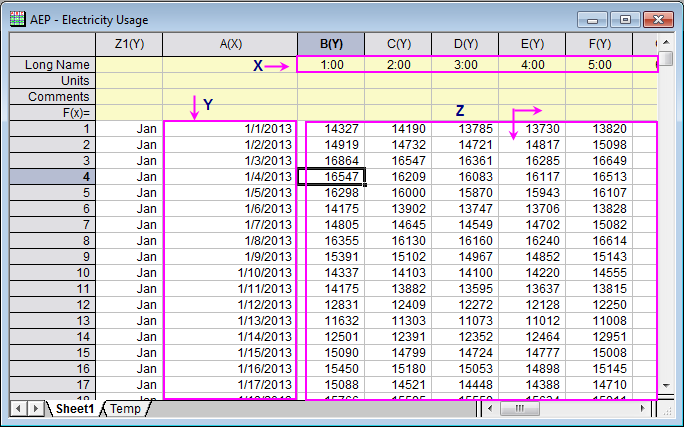 AEP - Electricity Usage
Z1(Y) A(X) B(Y) C(Y) D(Y) E(Y) F(Y)
Long Name X 1:00 2:00 3:00 4:00 5:00
Units
Comments Y Z
F(x)=
1 Jan 1/1/2013 14327 14190 13785 13730 13820
2 Jan 1/2/2013 14919 14732 14721 14817 15098
3 Jan 1/3/2013 16864 16547 16361 16285 16649
4 Jan 1/4/2013 16547 16209 16083 16117 16513
5 Jan 1/5/2013 16298 16000 15870 15943 16107
6 Jan 1/6/2013 14175 13902 13747 13706 13828
7 Jan 1/7/2013 14805 14645 14549 14702 15082
8 Jan 1/8/2013 16355 16130 16160 16240 16614
9 Jan 1/9/2013 15391 15102 14967 14852 15143
10 Jan 1/10/2013 14337 14103 14100 14220 14555
11 Jan 1/11/2013 14175 13882 13595 13637 13815
12 Jan 1/12/2013 12831 12409 12272 12128 12250
13 Jan 1/13/2013 11632 11303 11073 11012 11008
14 Jan 1/14/2013 12501 12391 12352 12464 12951
15 Jan 1/15/2013 15090 14799 14724 14777 15008
16 Jan 1/16/2013 15450 15180 15053 14898 15145
17 Jan 1/17/2013 15088 14521 14448 14388 14710
Sheet1 Temp